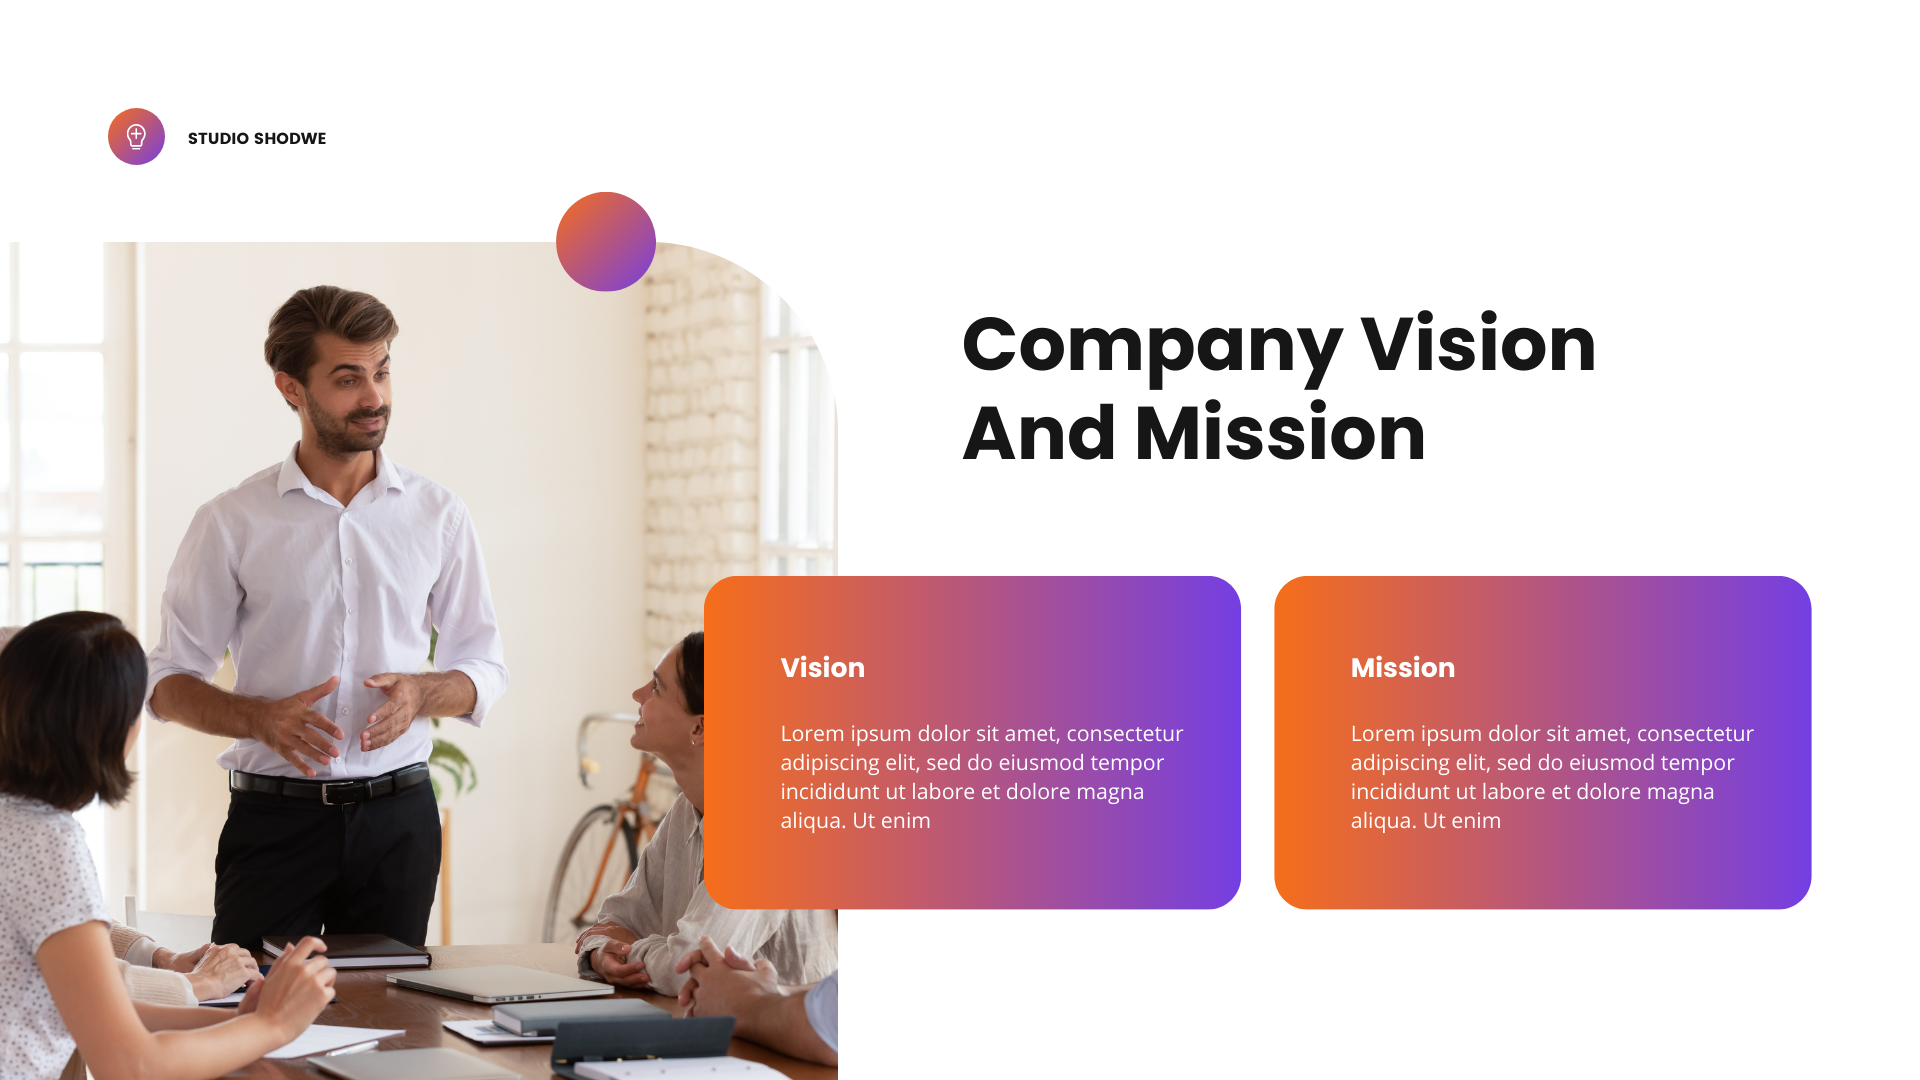 STUDIO SHODWE
Company Vision
And Mission
Vision
Lorem ipsum dolor sit amet, consectetur
adipiscing elit, sed do eiusmod tempor
incididunt ut labore et dolore magna
aliqua. Ut enim
Mission
Lorem ipsum dolor sit amet, consectetur
adipiscing elit, sed do eiusmod tempor
incididunt ut labore et dolore magna
aliqua. Ut enim